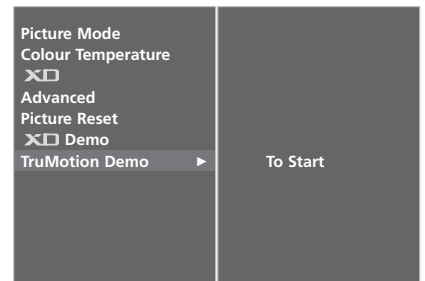 Picture Mode
Colour Temperature
XD
Advanced
Picture Reset
XD Demo
TruMotion Demo ► To Start